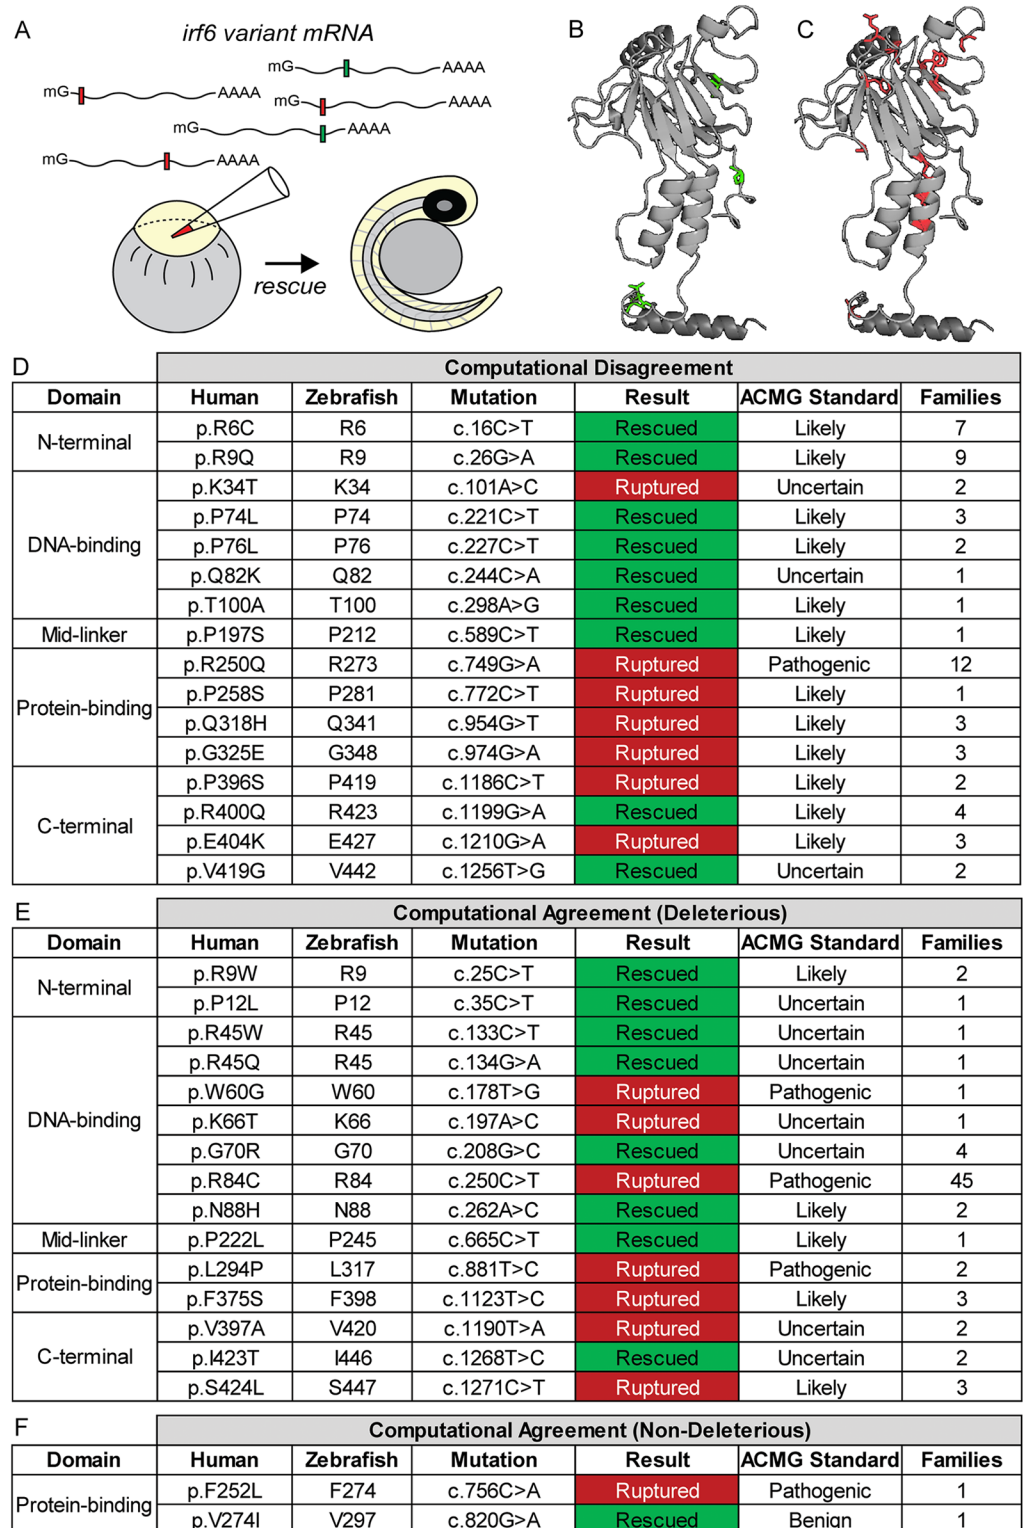 A
irf6 variant mRNA
mG AAAA
mG AAAA
mG AAAA
mG AAAA
mG AAAA
rescue
B
C
D
Computational Disagreement
Domain Human Zebrafish Mutation Result ACMG Standard Families
N-terminal
p.R6C R6 c.16C>T Rescued Likely 7
p.R9Q R9 c.26G>A Rescued Likely 9
DNA-binding
p.K34T K34 c.101A>C Ruptured Uncertain 2
p.P74L P74 c.221C>T Rescued Likely 3
p.P76L P76 c.227C>T Rescued Likely 2
p.Q82K Q82 c.244C>A Rescued Uncertain 1
p.T100A T100 c.298A>G Rescued Likely 1
Mid-linker p.P197S P212 c.589C>T Rescued Likely 1
Protein-binding
p.R250Q R273 c.749G>A Ruptured Pathogenic 12
p.P258S P281 c.772C>T Ruptured Likely 1
p.Q318H Q341 c.954G>T Ruptured Likely 3
p.G325E G348 c.974G>A Ruptured Likely 3
C-terminal
p.P396S P419 c.1186C>T Ruptured Likely 2
p.R400Q R423 c.1199G>A Rescued Likely 4
p.E404K E427 c.1210G>A Ruptured Likely 3
p.V419G V442 c.1256T>G Rescued Uncertain 2
E
Computational Agreement (Deleterious)
Domain Human Zebrafish Mutation Result ACMG Standard Families
N-terminal
p.R9W R9 c.25C>T Rescued Likely 2
p.P12L P12 c.35C>T Rescued Uncertain 1
DNA-binding
p.R45W R45 c.133C>T Rescued Uncertain 1
p.R45Q R45 c.134G>A Rescued Uncertain 1
p.W60G W60 c.178T>G Ruptured Pathogenic 1
p.K66T K66 c.197A>C Ruptured Uncertain 1
p.G70R G70 c.208G>C Rescued Uncertain 4
p.R84C R84 c.250C>T Ruptured Pathogenic 45
p.N88H N88 c.262A>C Rescued Likely 2
Mid-linker p.P222L P245 c.665C>T Rescued Likely 1
Protein-binding
p.L294P L317 c.881T>C Ruptured Pathogenic 2
p.F375S F398 c.1123T>C Ruptured Likely 3
C-terminal
p.V397A V420 c.1190T>A Ruptured Uncertain 2
p.I423T I446 c.1268T>C Rescued Uncertain 2
p.S424L S447 c.1271C>T Ruptured Likely 3
F
Computational Agreement (Non-Deleterious)
Domain Human Zebrafish Mutation Result ACMG Standard Families
Protein-binding
p.F252L F274 c.756C>A Ruptured Pathogenic 1
p.V274I V297 c.820G>A Rescued Benign 1